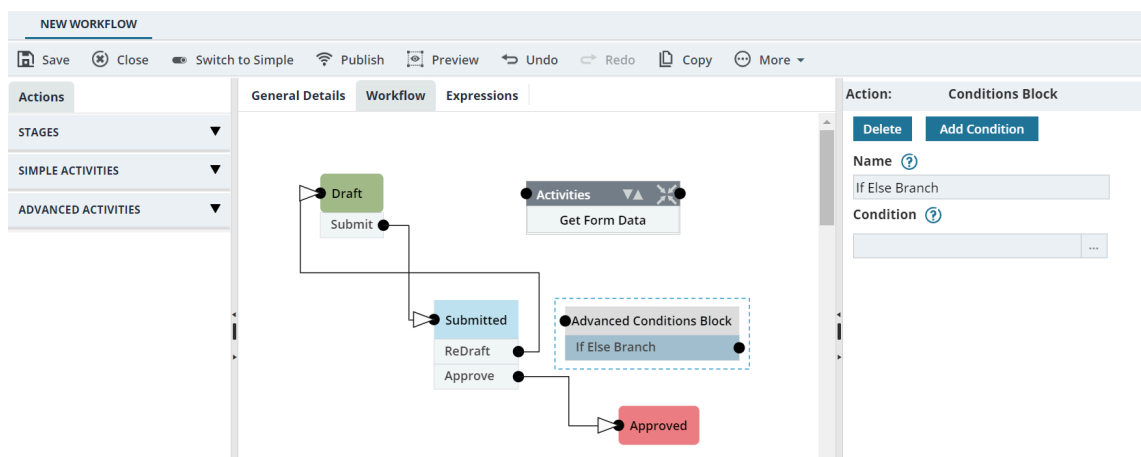 NEW WORKFLOW
Save Close Switch to Simple Publish Preview Undo Redo Copy More
Actions
STAGES
SIMPLE ACTIVITIES
ADVANCED ACTIVITIES
General Details Workflow Expressions
Draft
Submit
Activities
Get Form Data
Submitted
ReDraft
Approve
Advanced Conditions Block
If Else Branch
Approved
Action: Conditions Block
Delete Add Condition
Name ?
If Else Branch
Condition ?
...